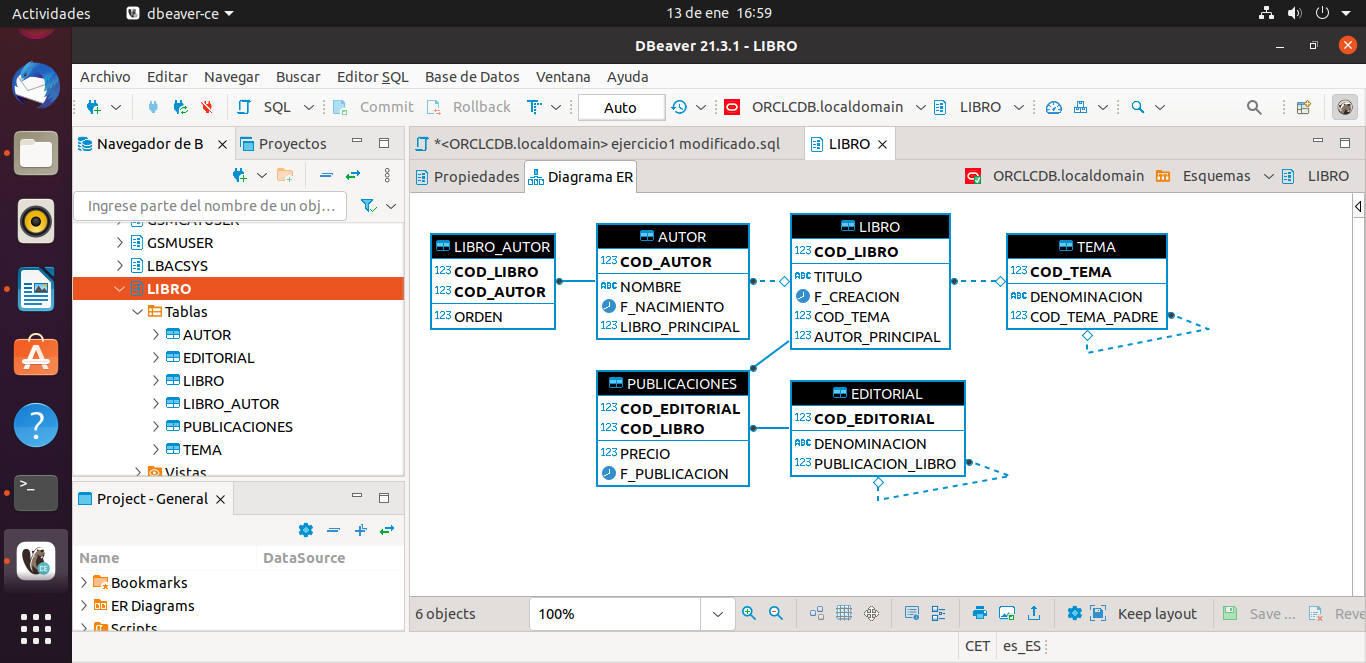 Actividades dbeaver-ce 13 de ene 16:59
DBeaver 21.3.1 - LIBRO
Archivo Editar Navegar Buscar Editor SQL Base de Datos Ventana Ayuda
SQL Commit Rollback Auto ORCLCDB.localdomain LIBRO
Navegador de B Proyectos
Ingrese parte del nombre de un obj...
GSMUSER
LBACSYS
LIBRO
Tablas
AUTOR
EDITORIAL
LIBRO
LIBRO_AUTOR
PUBLICACIONES
TEMA
Vistas
Project - General
Name DataSource
Bookmarks
ER Diagrams
Scripts
*<ORCLCDB.localdomain> ejercicio1 modificado.sql LIBRO
Propiedades Diagrama ER ORCLCDB.localdomain Esquemas LIBRO
LIBRO_AUTOR
123 COD_LIBRO
123 COD_AUTOR
123 ORDEN
AUTOR
123 COD_AUTOR
ABC NOMBRE
F_NACIMIENTO
123 LIBRO_PRINCIPAL
LIBRO
123 COD_LIBRO
ABC TITULO
F_CREACION
123 COD_TEMA
123 AUTOR_PRINCIPAL
TEMA
123 COD_TEMA
ABC DENOMINACION
123 COD_TEMA_PADRE
PUBLICACIONES
123 COD_EDITORIAL
123 COD_LIBRO
123 PRECIO
F_PUBLICACION
EDITORIAL
123 COD_EDITORIAL
ABC DENOMINACION
123 PUBLICACION_LIBRO
6 objects 100% Keep layout Save ... Reve
CET es_ES